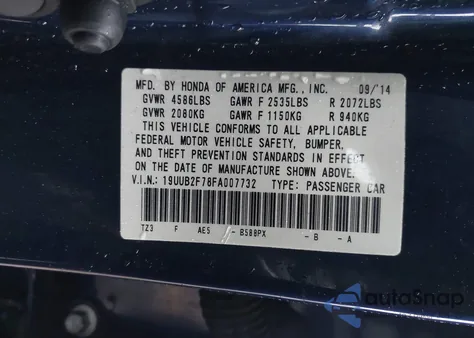 MFD. BY HONDA OF AMERICA MFG., INC. 09/'14
GVWR 4586LBS GAWR F 2535LBS R 2072LBS
GVWR 2080KG GAWR F 1150KG R 940KG
THIS VEHICLE CONFORMS TO ALL APPLICABLE
FEDERAL MOTOR VEHICLE SAFETY, BUMPER,
AND THEFT PREVENTION STANDARDS IN EFFECT
ON THE DATE OF MANUFACTURE SHOWN ABOVE.
V.I.N.: 19UUB2F78FA007732 TYPE: PASSENGER CAR
TZ3 F AE5 - B588PX - B - A
autoSnap